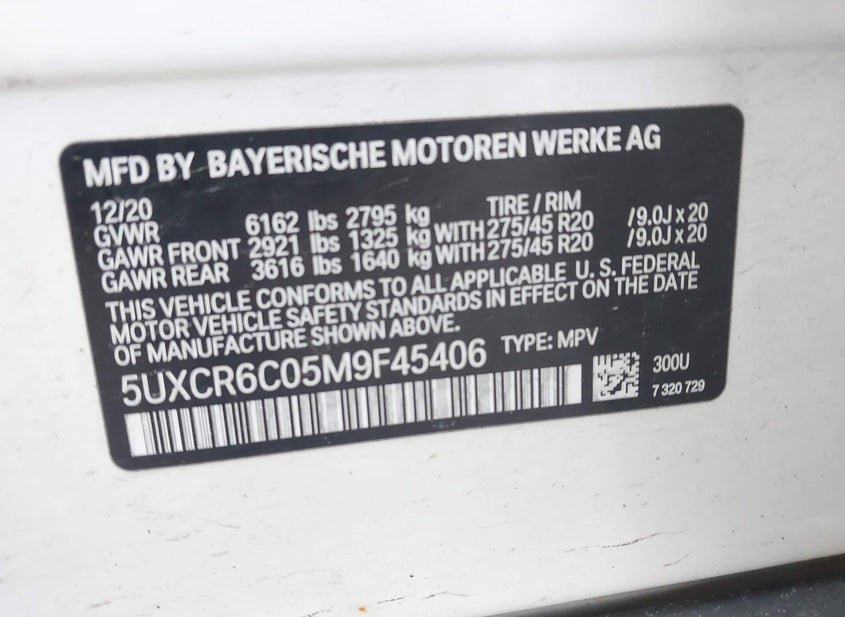 MFD BY BAYERISCHE MOTOREN WERKE AG
12/20 TIRE / RIM
GVWR 6162 lbs 2795 kg
GAWR FRONT 2921 lbs 1325 kg WITH 275/45 R20 /9.0J x 20
GAWR REAR 3616 lbs 1640 kg WITH 275/45 R20 /9.0J x 20
THIS VEHICLE CONFORMS TO ALL APPLICABLE U. S. FEDERAL
MOTOR VEHICLE SAFETY STANDARDS IN EFFECT ON THE DATE
OF MANUFACTURE SHOWN ABOVE.
5UXCR6C05M9F45406 TYPE: MPV
300U
7 320 729